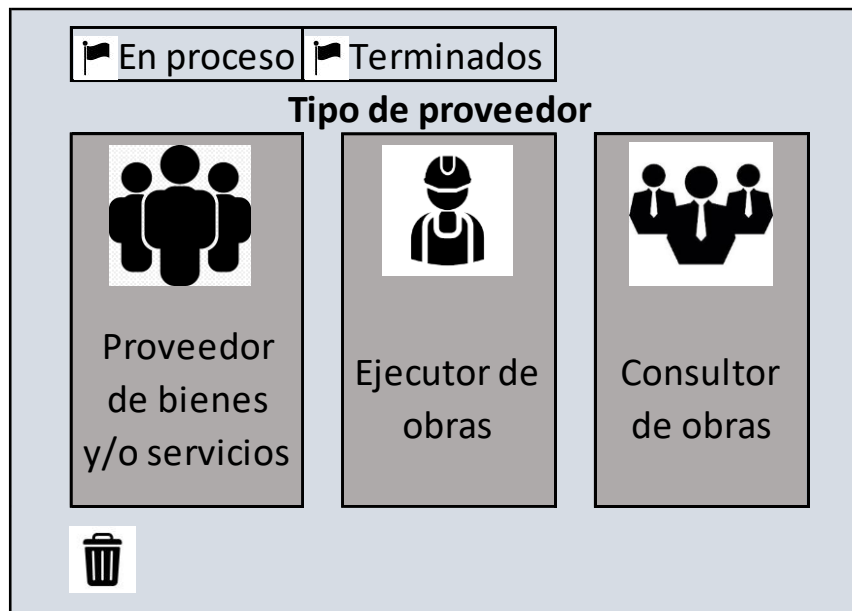 En proceso Terminados
Tipo de proveedor
Proveedor
de bienes
y/o servicios
Ejecutor de
obras
Consultor
de obras